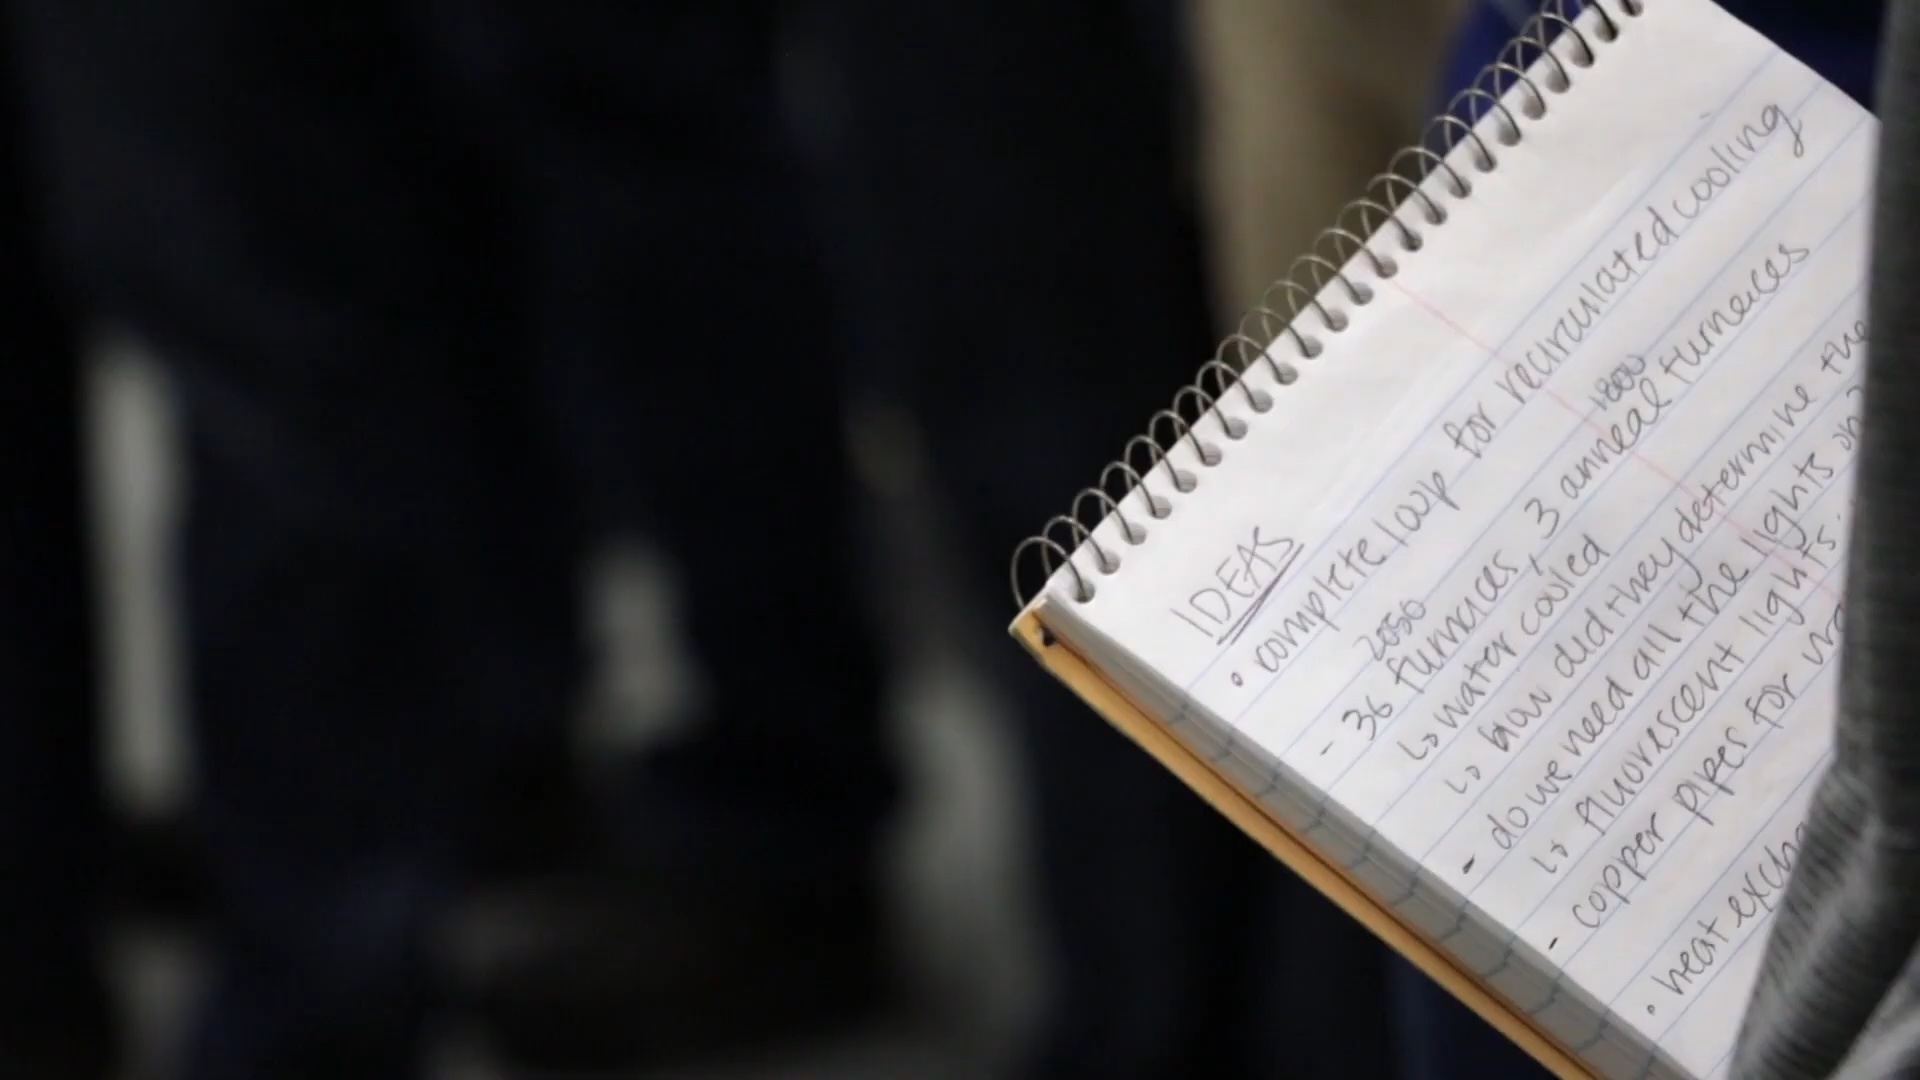 IDEAS
• complete loop for recirculated cooling
2050 1800
- 36 furnaces, 3 anneal furnaces
↳ water cooled
↳ how did they determine the
- do we need all the lights on?
↳ fluorescent lights
- copper pipes for
• heat exch